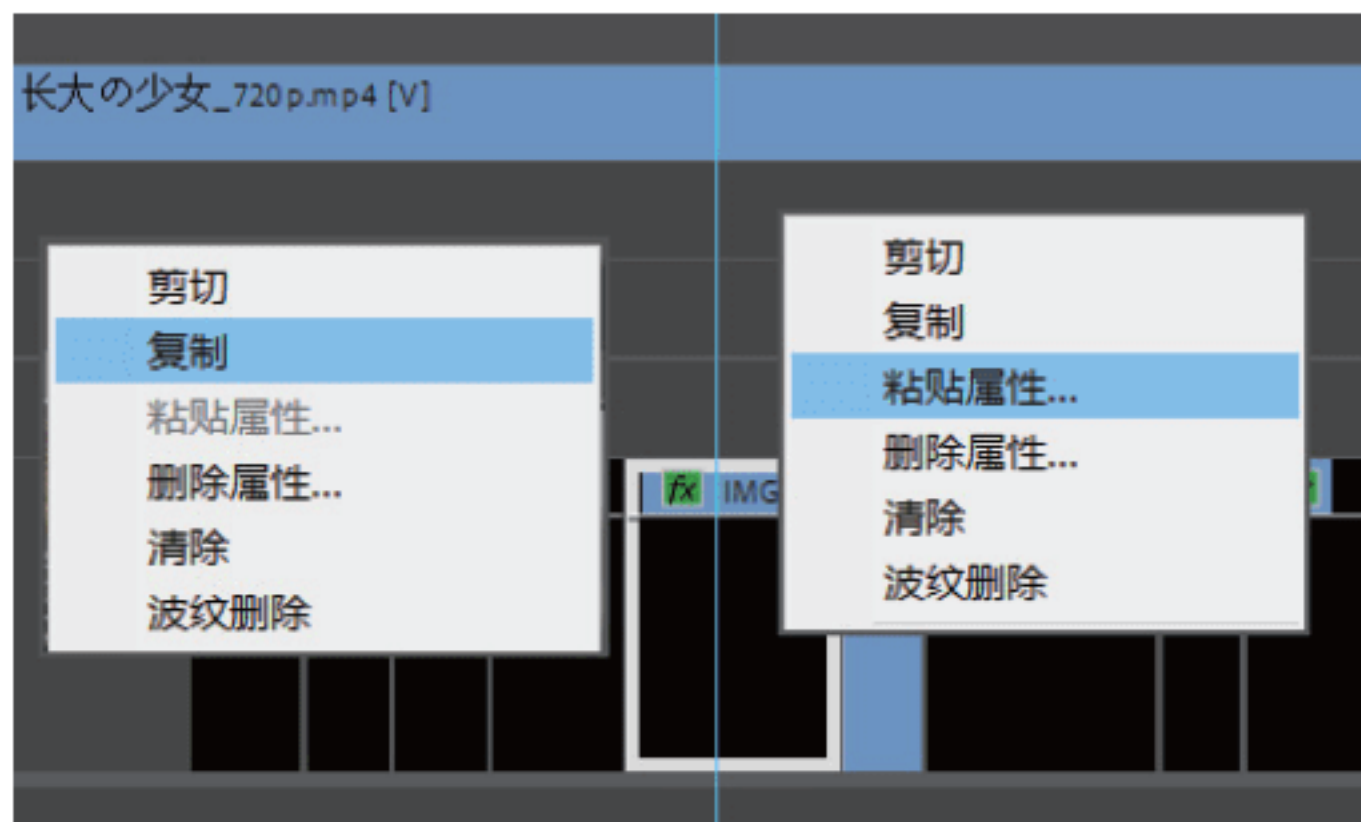 长大の少女_720p.mp4 [V]
剪切
复制
粘贴属性...
删除属性...
清除
波纹删除
剪切
复制
粘贴属性...
删除属性...
清除
波纹删除
fx IMG